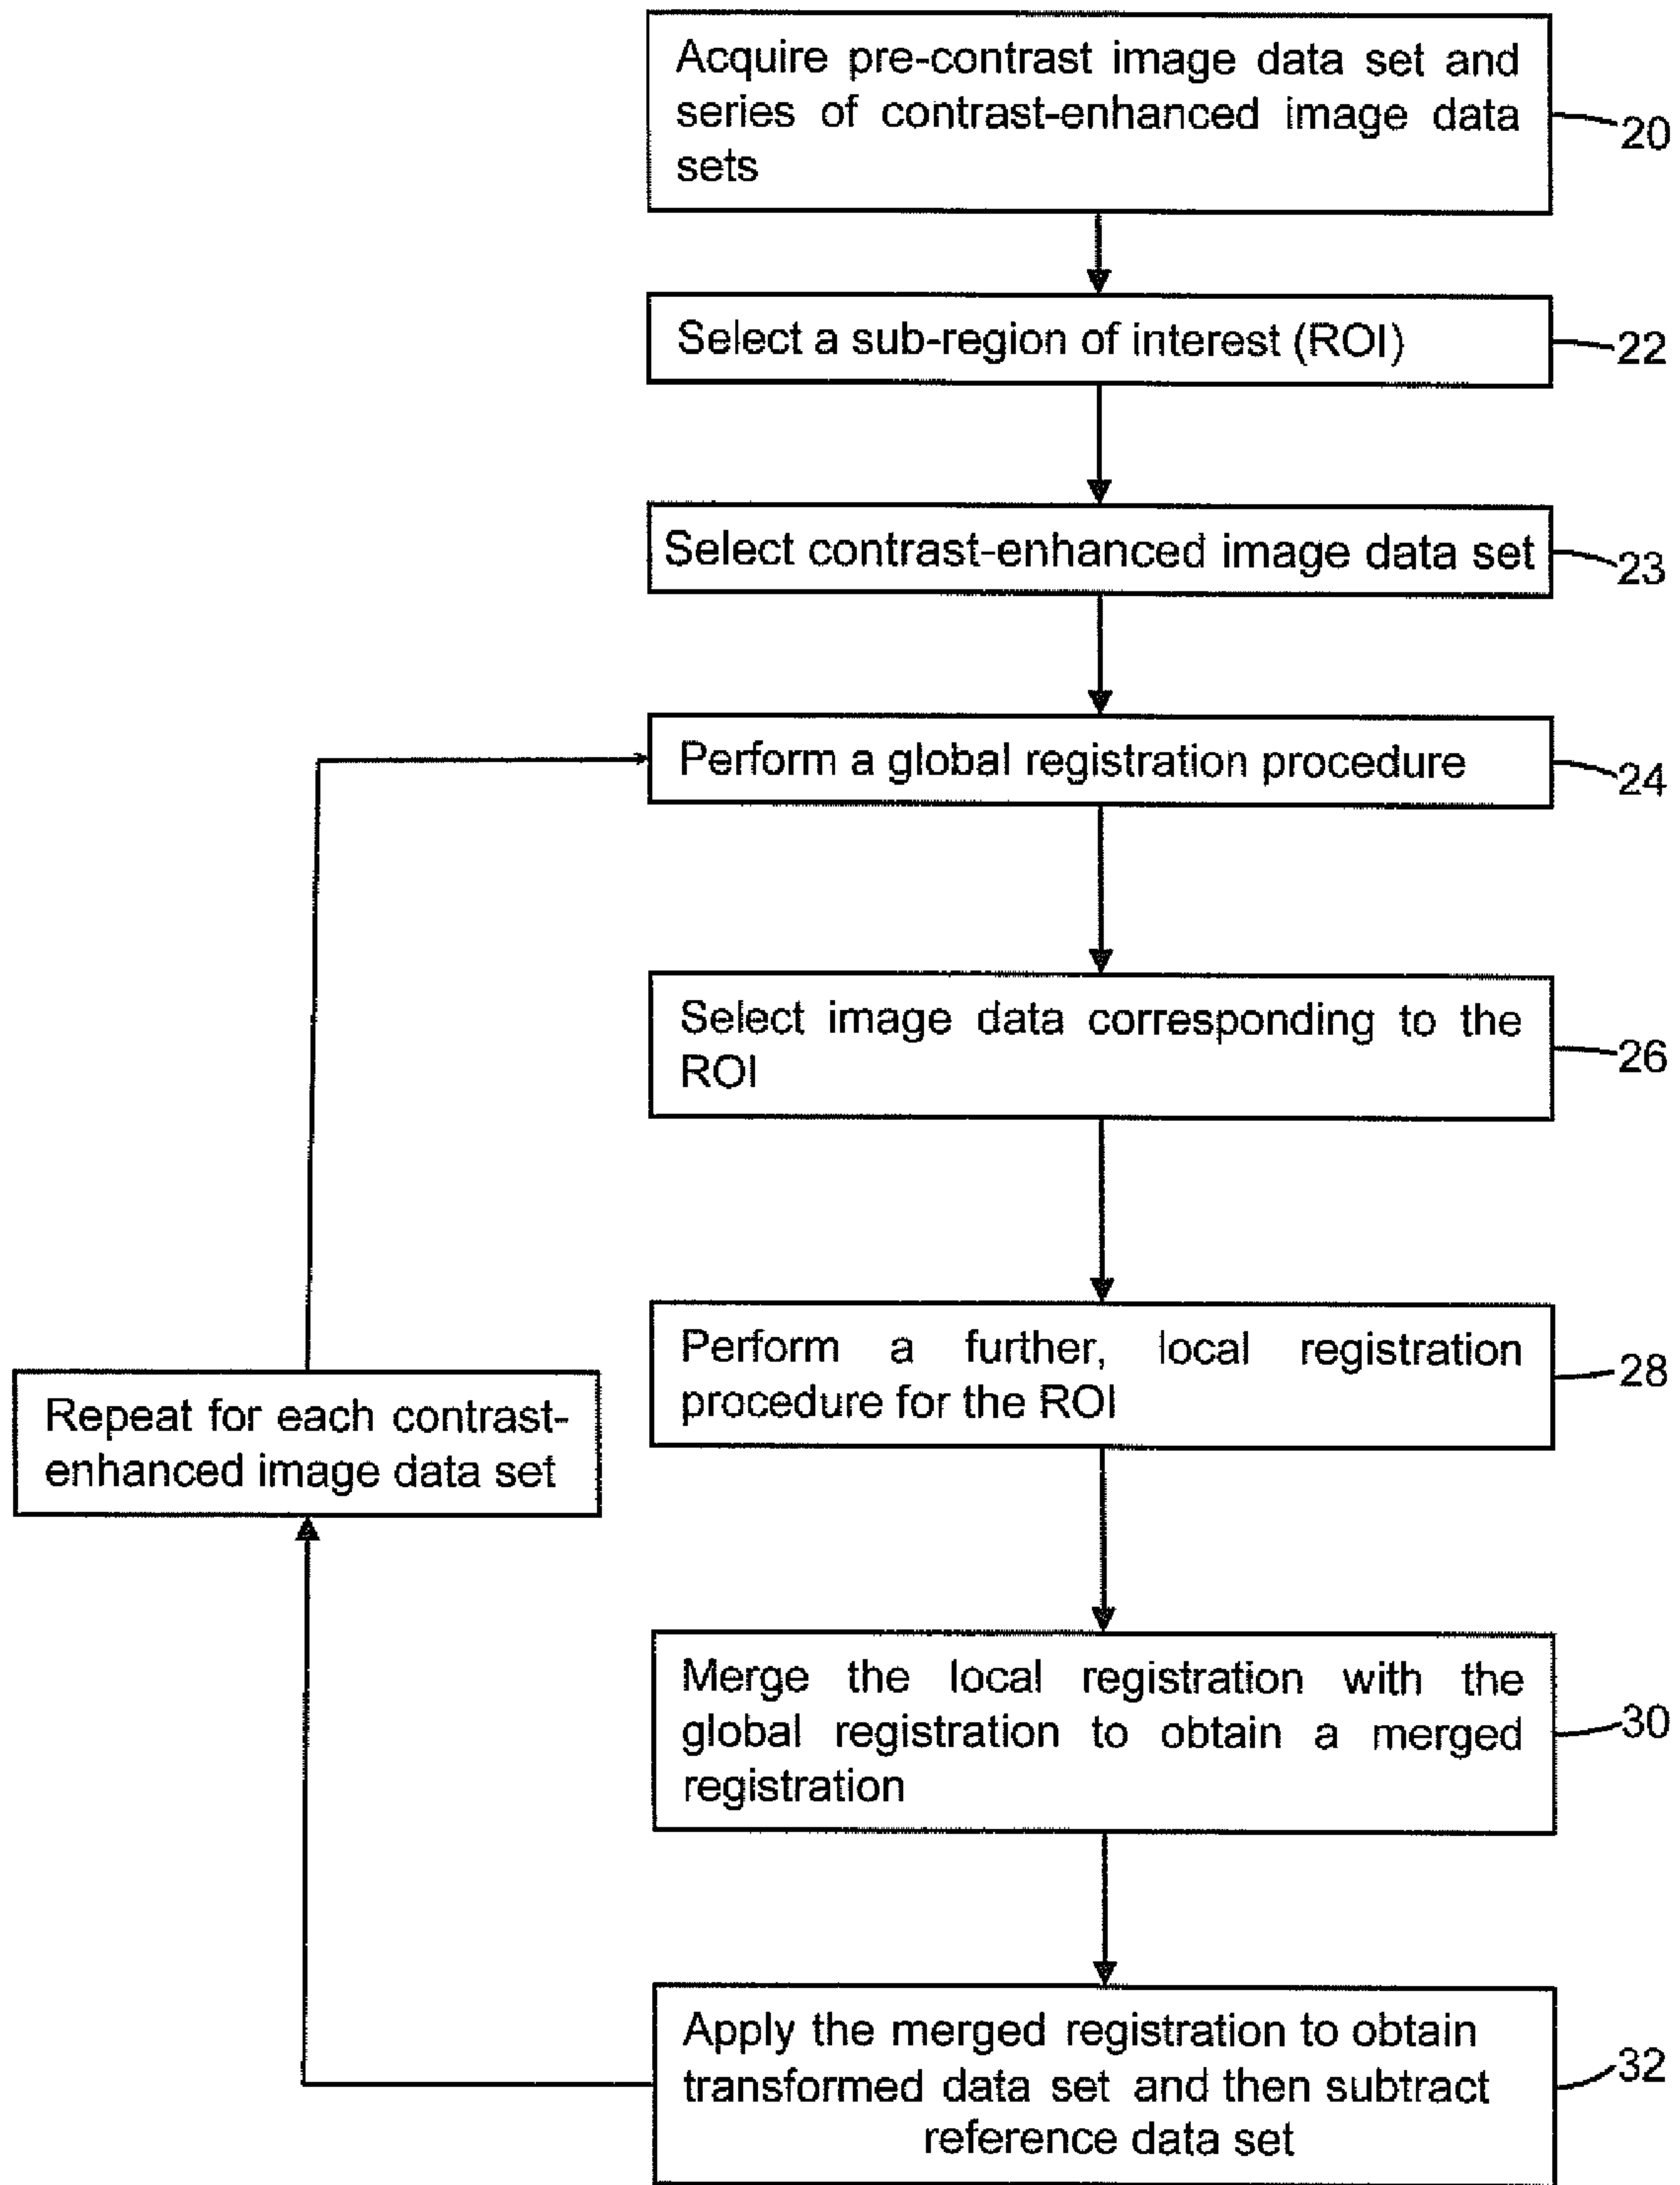 Acquire pre-contrast image data set and
series of contrast-enhanced image data
sets
20
Select a sub-region of interest (ROI)
22
Select contrast-enhanced image data set
23
Perform a global registration procedure
24
Select image data corresponding to the
ROI
26
Perform a further, local registration
procedure for the ROI
28
Repeat for each contrast-
enhanced image data set
Merge the local registration with the
global registration to obtain a merged
registration
30
Apply the merged registration to obtain
transformed data set and then subtract
reference data set
32